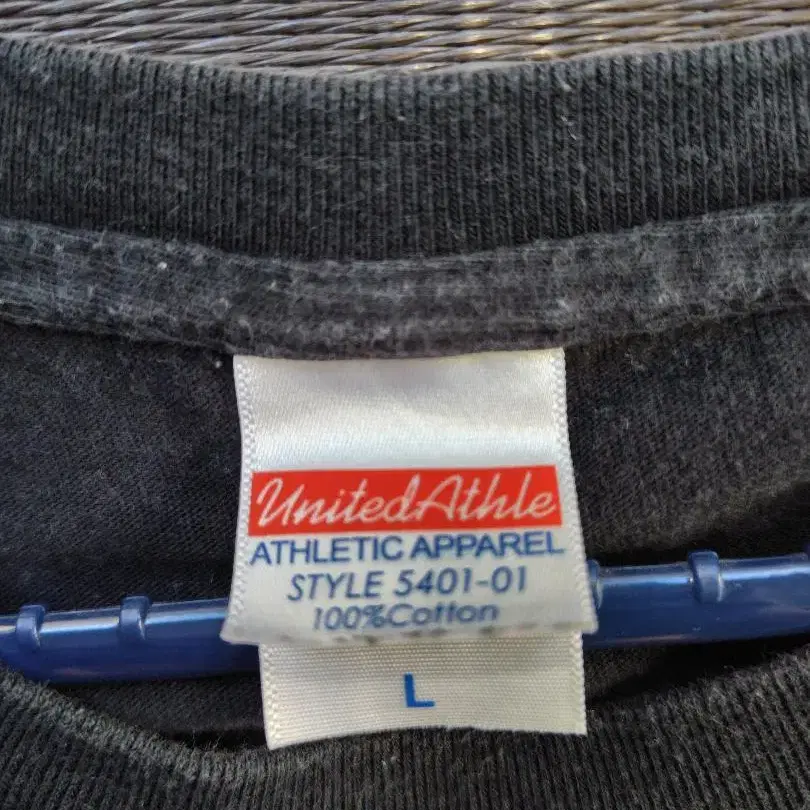 UnitedAthle
ATHLETIC APPAREL
STYLE 5401-01
100%Cotton
L